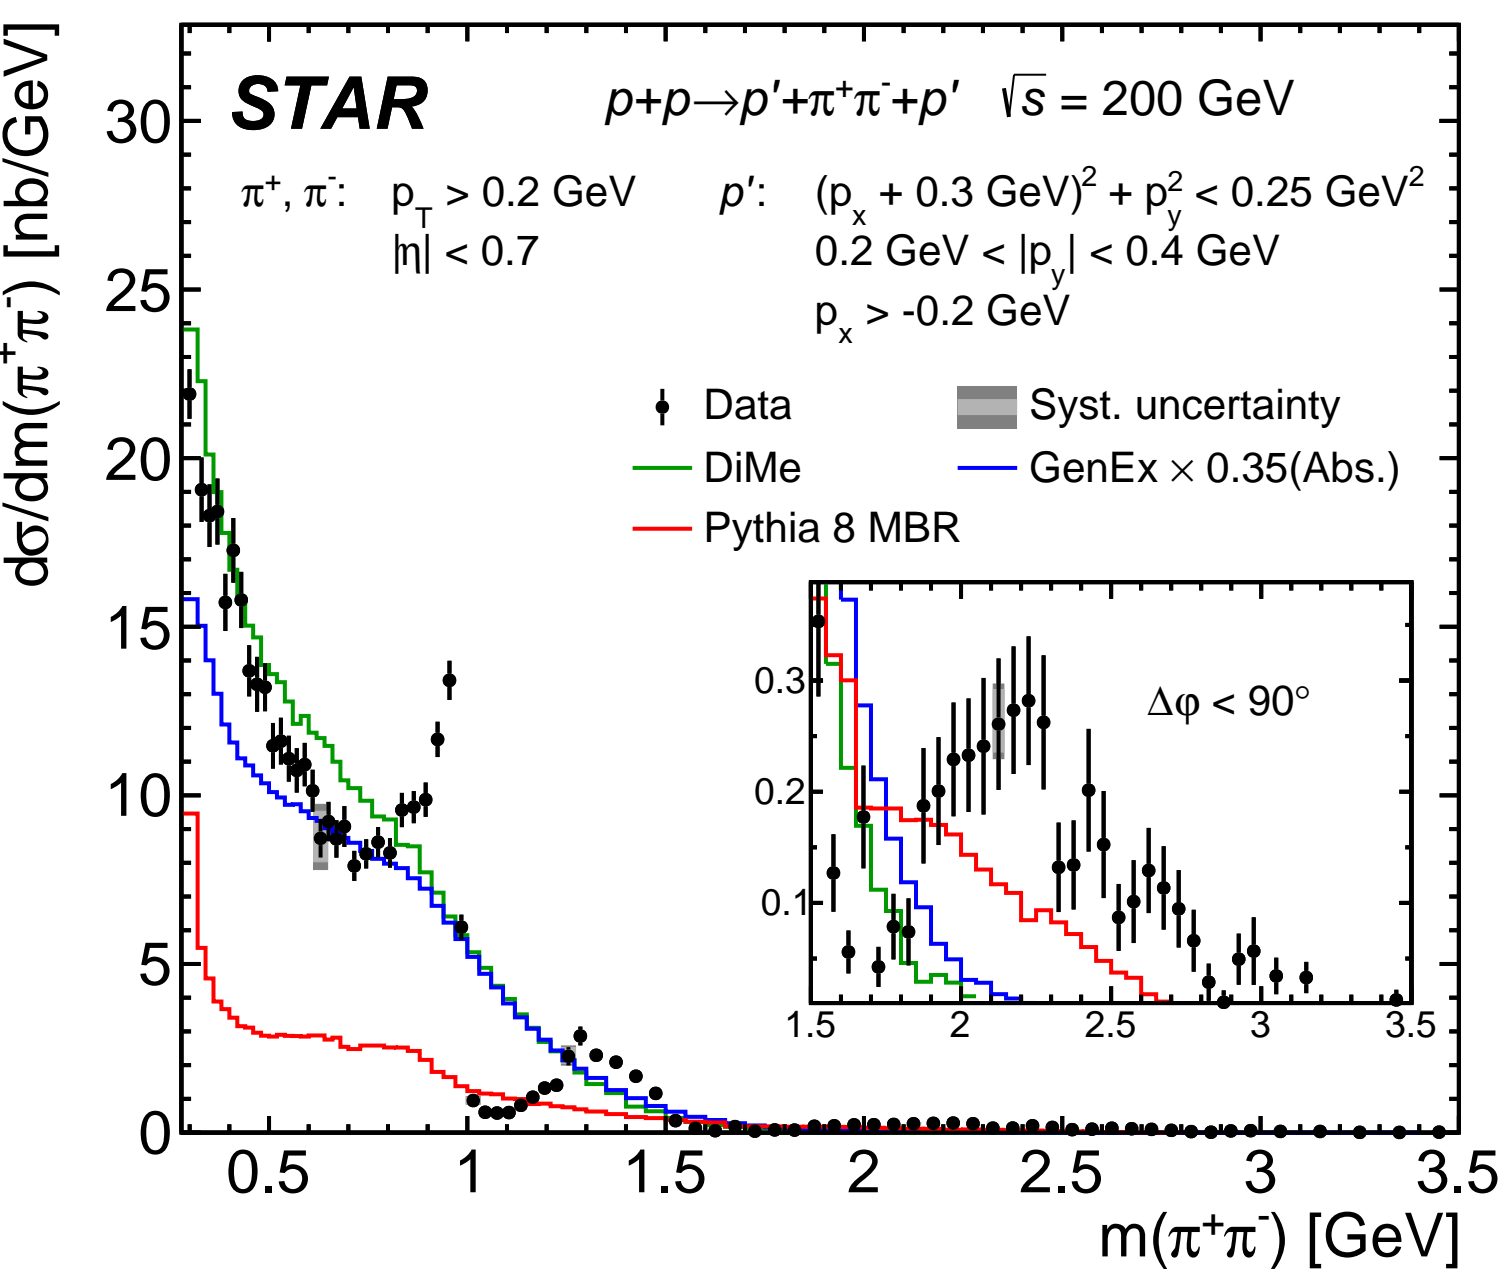 STAR p+p→p′+π⁺π⁻+p′ √s = 200 GeV
π⁺, π⁻: p_T > 0.2 GeV p′: (p_x + 0.3 GeV)² + p_y² < 0.25 GeV²
|η| < 0.7 0.2 GeV < |p_y| < 0.4 GeV
p_x > -0.2 GeV
Data Syst. uncertainty
DiMe GenEx × 0.35(Abs.)
Pythia 8 MBR
dσ/dm(π⁺π⁻) [nb/GeV]
30
25
20
15
10
5
0
Δφ < 90°
0.3
0.2
0.1
1.5 2 2.5 3 3.5
0.5 1 1.5 2 2.5 3 3.5
m(π⁺π⁻) [GeV]